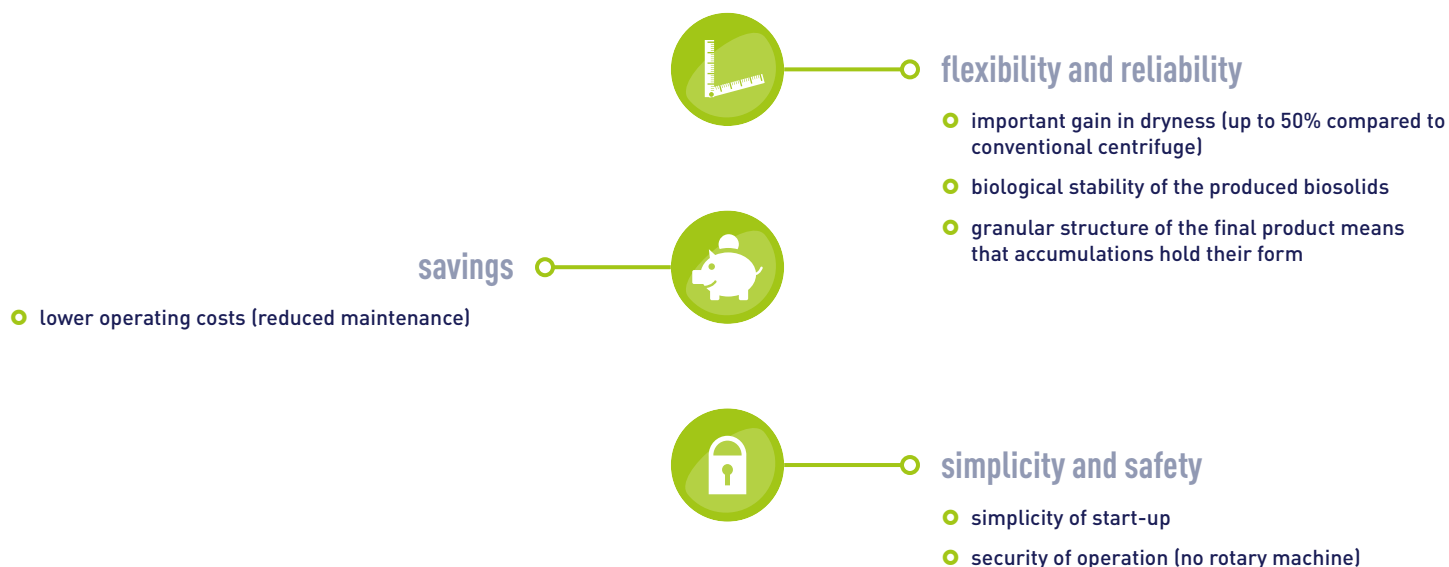 flexibility and reliability
important gain in dryness (up to 50% compared to
conventional centrifuge)
biological stability of the produced biosolids
granular structure of the final product means
that accumulations hold their form
savings
lower operating costs (reduced maintenance)
simplicity and safety
simplicity of start-up
security of operation (no rotary machine)